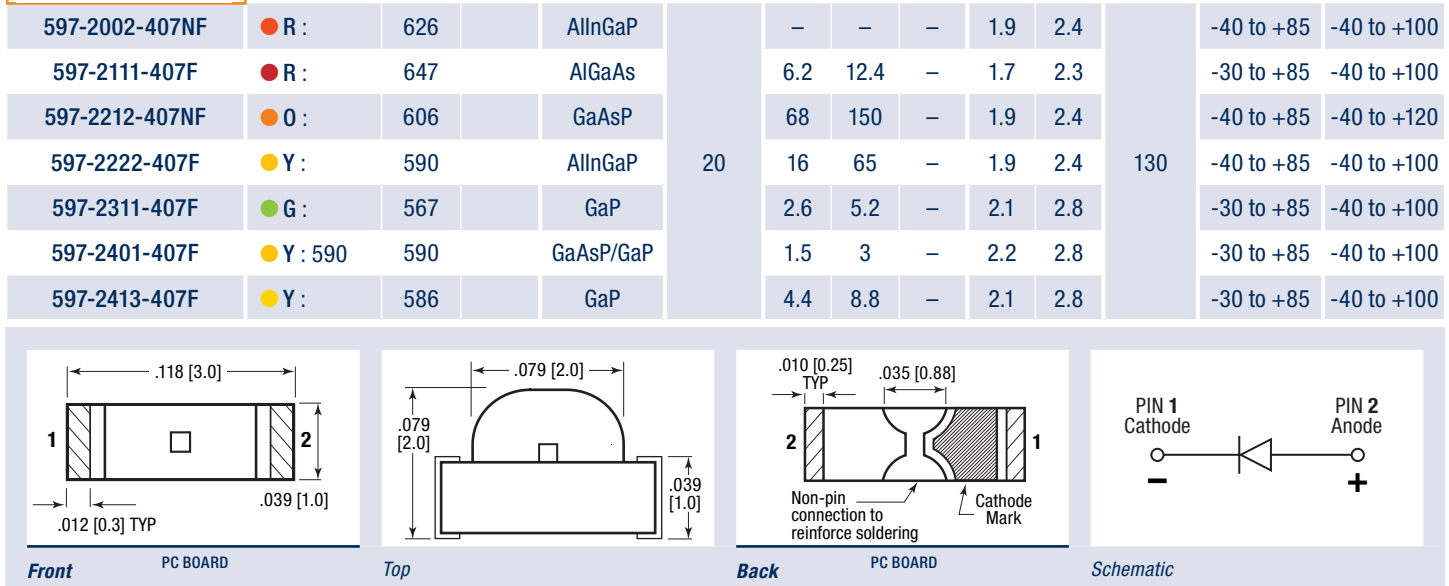 597-2002-407NF R : 626 AlInGaP – – – 1.9 2.4 -40 to +85 -40 to +100
597-2111-407F R : 647 AlGaAs 6.2 12.4 – 1.7 2.3 -30 to +85 -40 to +100
597-2212-407NF O : 606 GaAsP 68 150 – 1.9 2.4 -40 to +85 -40 to +120
597-2222-407F Y : 590 AlInGaP 20 16 65 – 1.9 2.4 130 -40 to +85 -40 to +100
597-2311-407F G : 567 GaP 2.6 5.2 – 2.1 2.8 -30 to +85 -40 to +100
597-2401-407F Y : 590 590 GaAsP/GaP 1.5 3 – 2.2 2.8 -30 to +85 -40 to +100
597-2413-407F Y : 586 GaP 4.4 8.8 – 2.1 2.8 -30 to +85 -40 to +100
.118 [3.0]
1
2
.039 [1.0]
.012 [0.3] TYP
Front PC BOARD
.079 [2.0]
.079
[2.0]
.039
[1.0]
Top
.010 [0.25]
TYP
.035 [0.88]
2
1
Non-pin
connection to
reinforce soldering
Cathode
Mark
Back PC BOARD
PIN 1
Cathode
PIN 2
Anode
–
+
Schematic